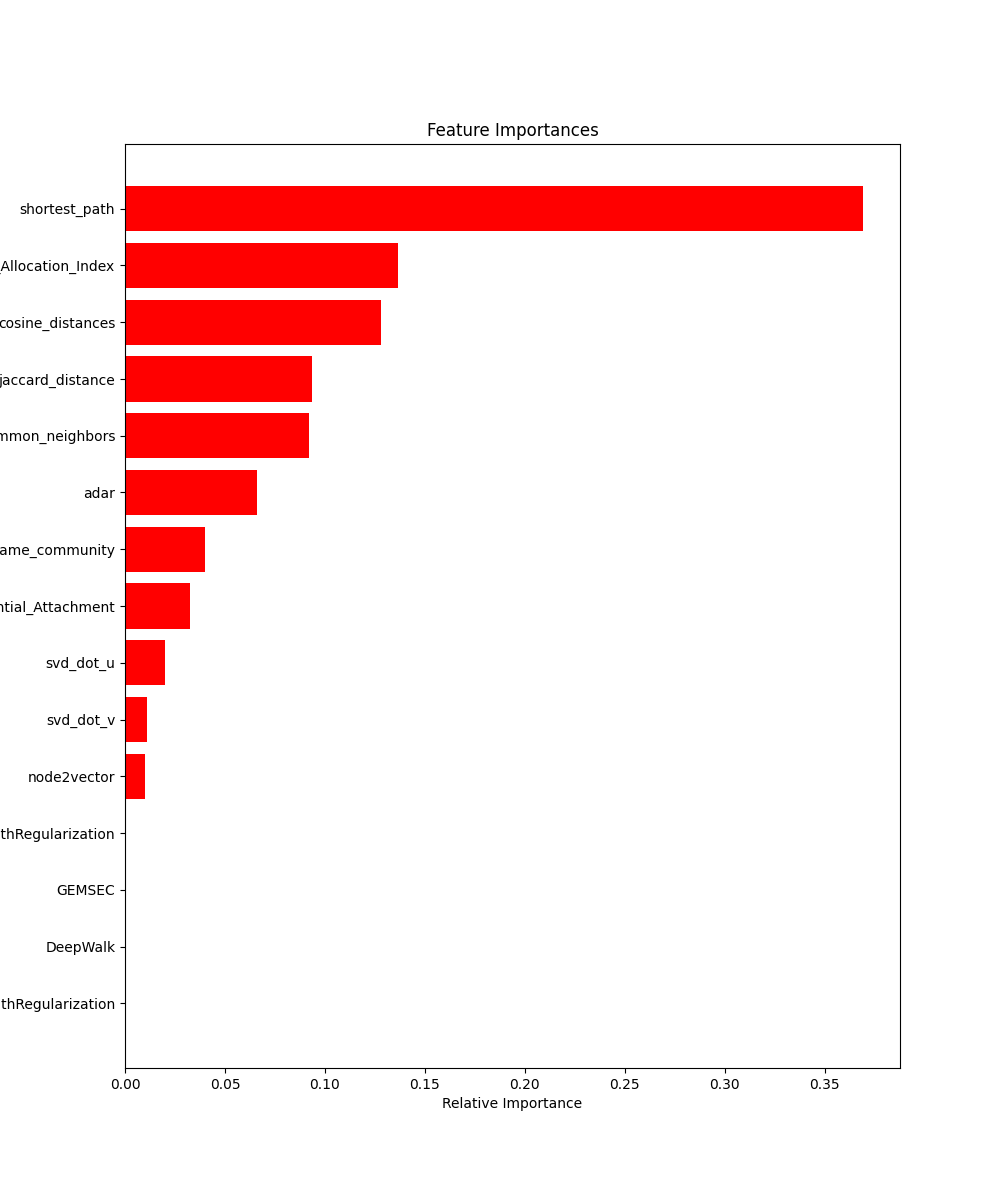 Feature Importances
shortest_path
_Allocation_Index
cosine_distances
jaccard_distance
mmon_neighbors
adar
ame_community
ntial_Attachment
svd_dot_u
svd_dot_v
node2vector
thRegularization
GEMSEC
DeepWalk
thRegularization
0.00 0.05 0.10 0.15 0.20 0.25 0.30 0.35
Relative Importance